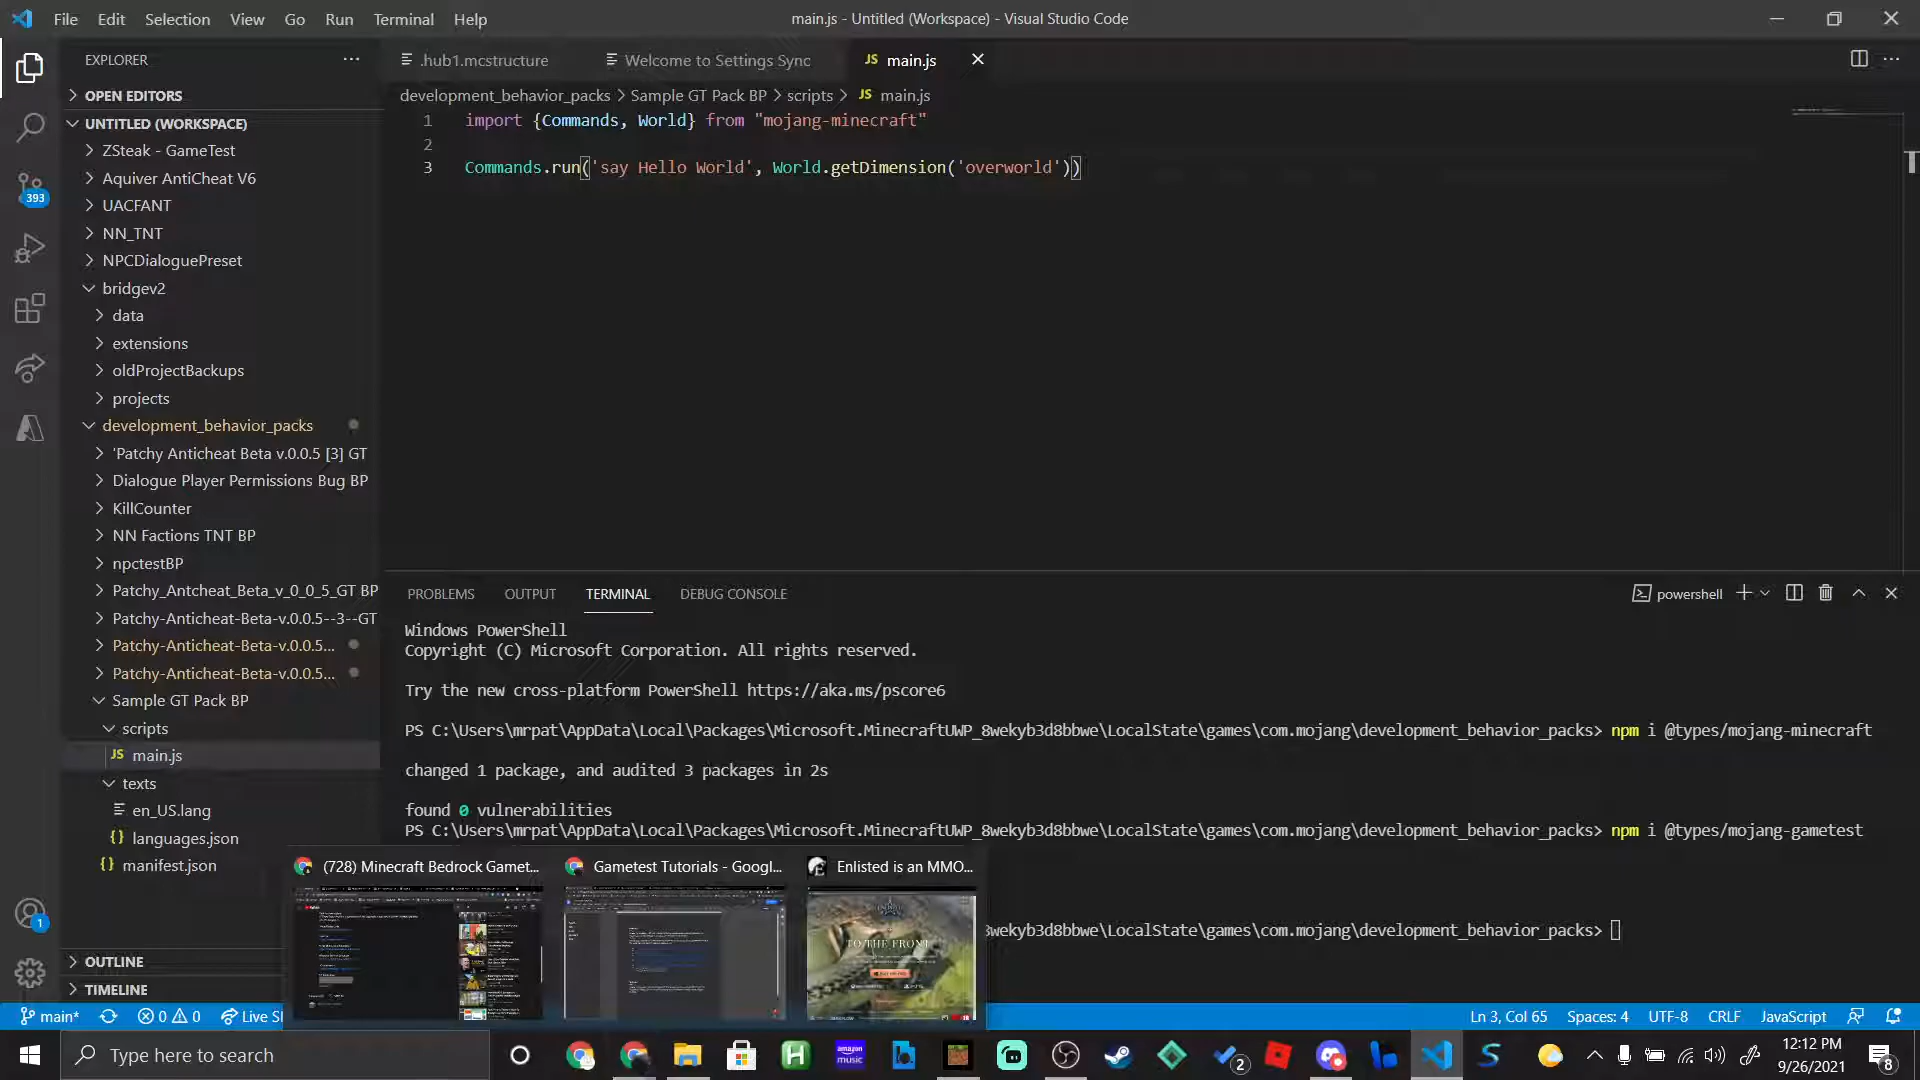 File Edit Selection View Go Run Terminal Help
main.js - Untitled (Workspace) - Visual Studio Code
EXPLORER
.hub1.mcstructure
Welcome to Settings Sync
JS main.js
OPEN EDITORS
development_behavior_packs > Sample GT Pack BP > scripts > JS main.js
UNTITLED (WORKSPACE)
ZSteak - GameTest
Aquiver AntiCheat V6
UACFANT
NN_TNT
NPCDialoguePreset
bridgev2
data
extensions
oldProjectBackups
projects
development_behavior_packs
'Patchy Anticheat Beta v.0.0.5 [3] GT
Dialogue Player Permissions Bug BP
KillCounter
NN Factions TNT BP
npctestBP
Patchy_Antcheat_Beta_v_0_0_5_GT BP
Patchy-Anticheat-Beta-v.0.0.5--3--GT
Patchy-Anticheat-Beta-v.0.0.5...
Patchy-Anticheat-Beta-v.0.0.5...
Sample GT Pack BP
scripts
JS main.js
texts
en_US.lang
{} languages.json
{} manifest.json
OUTLINE
TIMELINE
393
1
1 import {Commands, World} from "mojang-minecraft"
2
3 Commands.run('say Hello World', World.getDimension('overworld'))
PROBLEMS OUTPUT TERMINAL DEBUG CONSOLE
powershell
Windows PowerShell
Copyright (C) Microsoft Corporation. All rights reserved.
Try the new cross-platform PowerShell https://aka.ms/pscore6
PS C:\Users\mrpat\AppData\Local\Packages\Microsoft.MinecraftUWP_8wekyb3d8bbwe\LocalState\games\com.mojang\development_behavior_packs> npm i @types/mojang-minecraft
changed 1 package, and audited 3 packages in 2s
found 0 vulnerabilities
PS C:\Users\mrpat\AppData\Local\Packages\Microsoft.MinecraftUWP_8wekyb3d8bbwe\LocalState\games\com.mojang\development_behavior_packs> npm i @types/mojang-gametest
(728) Minecraft Bedrock Gamet...
Gametest Tutorials - Googl...
Enlisted is an MMO...
TO THE FRONT
8wekyb3d8bbwe\LocalState\games\com.mojang\development_behavior_packs>
main* 0 0 Live S
Ln 3, Col 65 Spaces: 4 UTF-8 CRLF JavaScript
Type here to search
amazon music
2
12:12 PM
9/26/2021
8